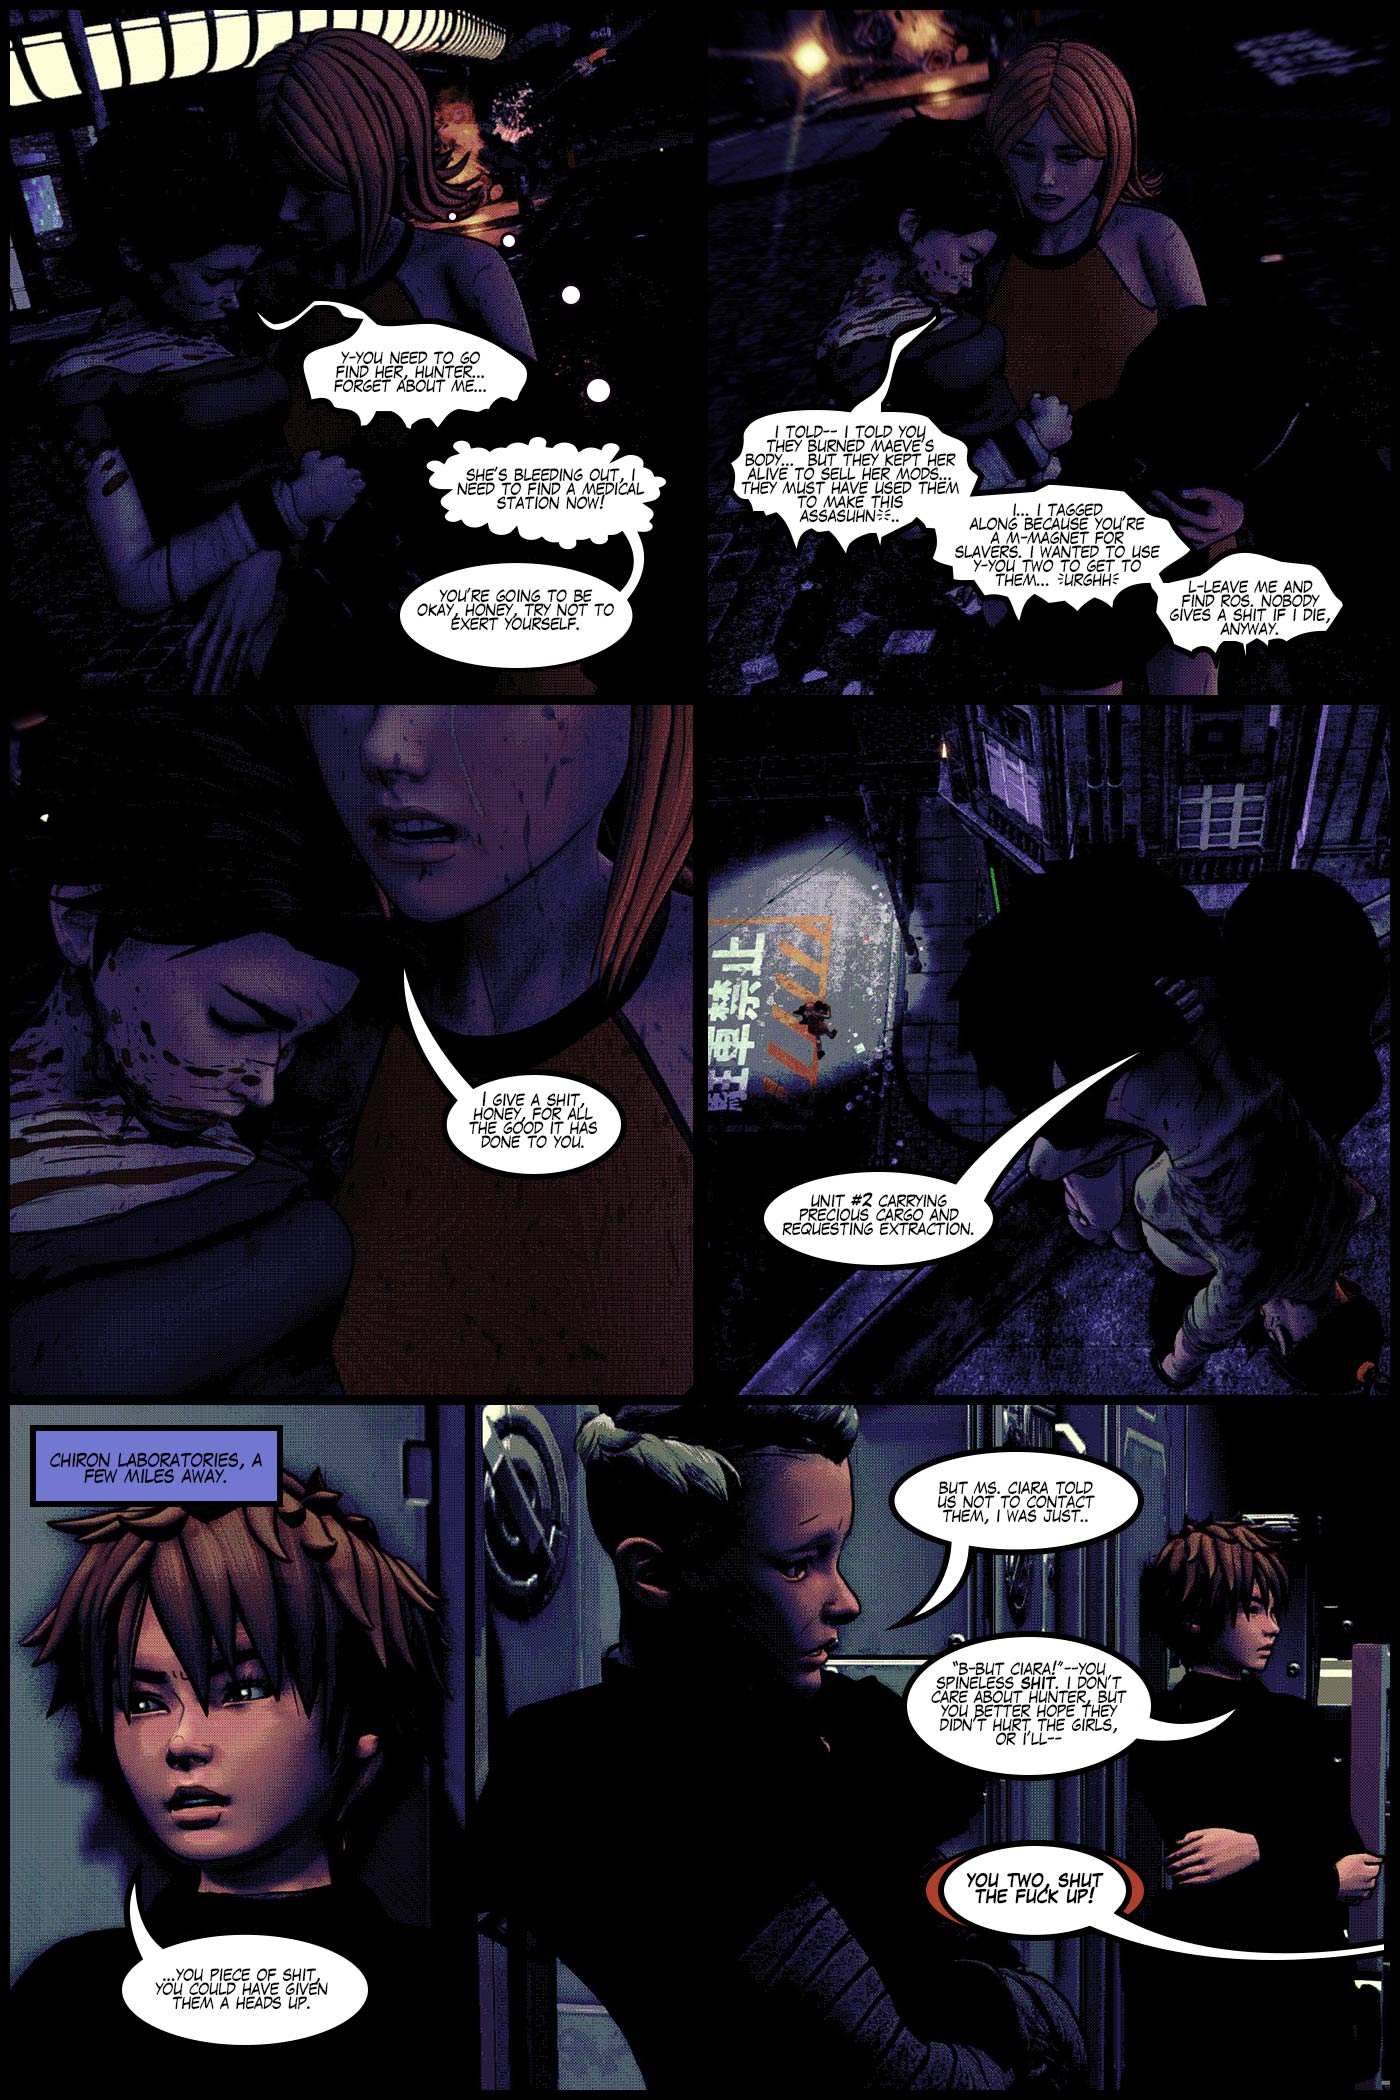 Y-YOU NEED TO GO
FIND HER, HUNTER...
FORGET ABOUT ME...
SHE'S BLEEDING OUT, I
NEED TO FIND A MEDICAL
STATION NOW!
YOU'RE GOING TO BE
OKAY, HONEY, TRY NOT TO
EXERT YOURSELF.
I TOLD-- I TOLD YOU
THEY BURNED MAEVE'S
BODY... BUT THEY KEPT HER
ALIVE TO SELL HER MODS...
THEY MUST HAVE USED THEM
TO MAKE THIS
ASSASUHN..
I... I TAGGED
ALONG BECAUSE YOU'RE
A M-MAGNET FOR
SLAVERS. I WANTED TO USE
Y-YOU TWO TO GET TO
THEM... URGHH
L-LEAVE ME AND
FIND ROS. NOBODY
GIVES A SHIT IF I DIE,
ANYWAY.
I GIVE A SHIT,
HONEY, FOR ALL
THE GOOD IT HAS
DONE TO YOU.
駐車禁止
UNIT #2 CARRYING
PRECIOUS CARGO AND
REQUESTING EXTRACTION.
CHIRON LABORATORIES, A
FEW MILES AWAY.
...YOU PIECE OF SHIT,
YOU COULD HAVE GIVEN
THEM A HEADS UP.
BUT MS. CIARA TOLD
US NOT TO CONTACT
THEM, I WAS JUST..
"B-BUT CIARA!"--YOU
SPINELESS SHIT. I DON'T
CARE ABOUT HUNTER, BUT
YOU BETTER HOPE THEY
DIDN'T HURT THE GIRLS,
OR I'LL--
YOU TWO, SHUT
THE FUCK UP!